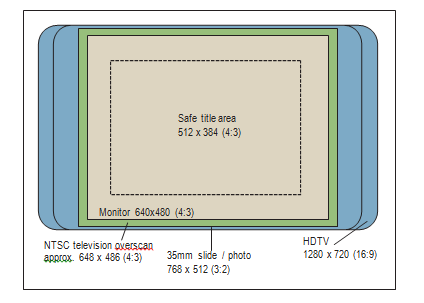 Safe title area
512 x 384 (4:3)
Monitor 640x480 (4:3)
NTSC television overscan
approx. 648 x 486 (4:3)
35mm slide / photo
768 x 512 (3:2)
HDTV
1280 x 720 (16:9)